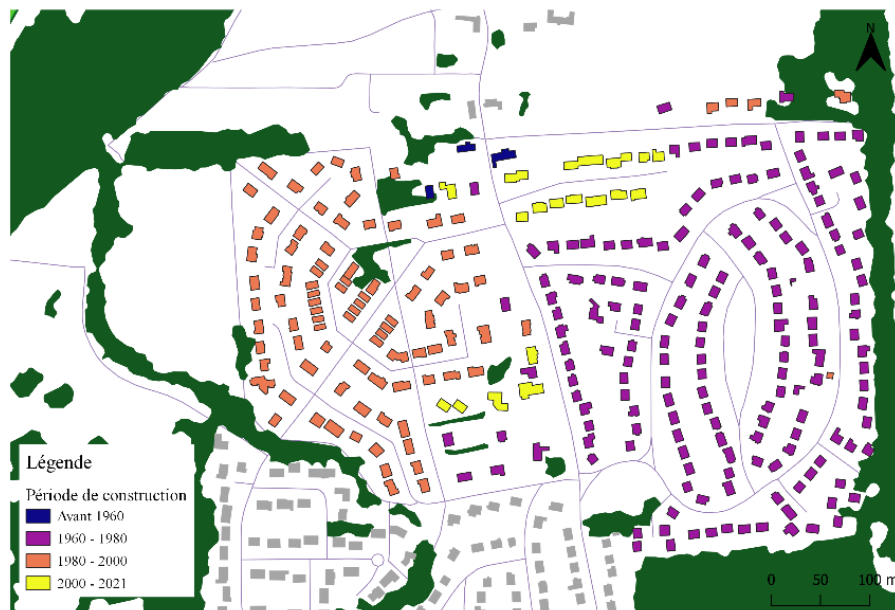 N
Légende
Période de construction
Avant 1960
1960 - 1980
1980 - 2000
2000 - 2021
0 50 100 m